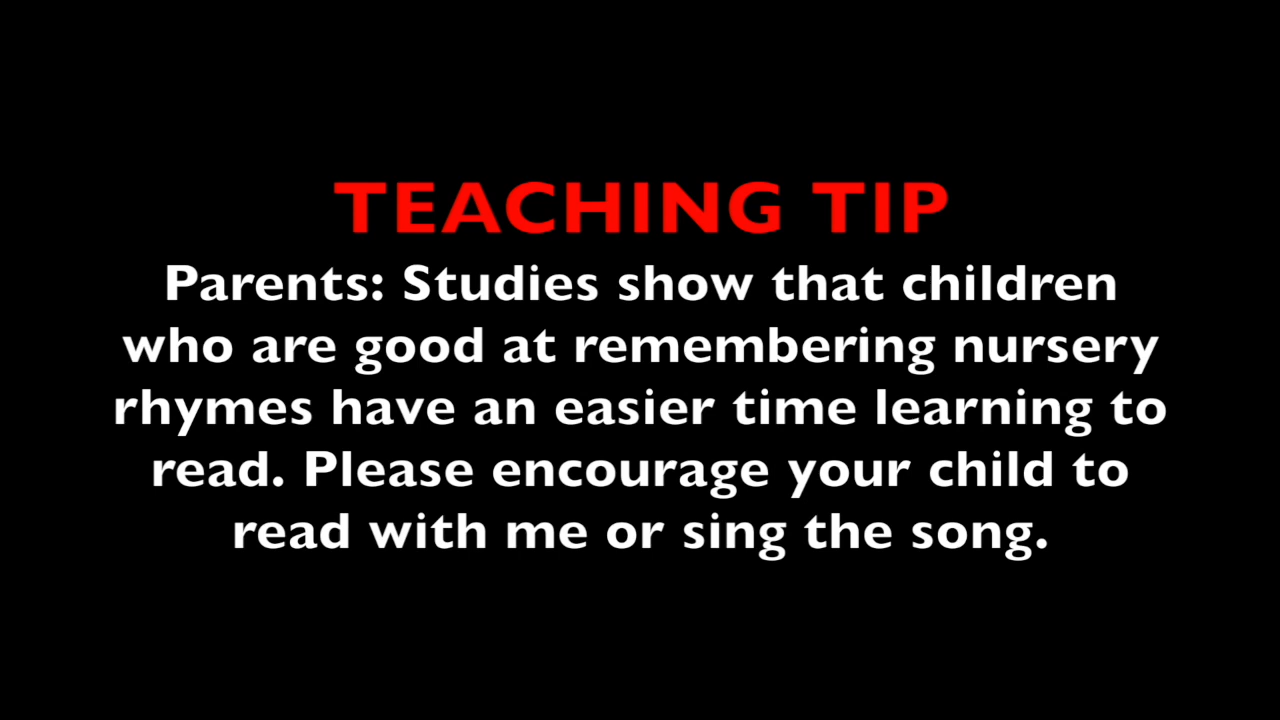 TEACHING TIP
Parents: Studies show that children
who are good at remembering nursery
rhymes have an easier time learning to
read. Please encourage your child to
read with me or sing the song.